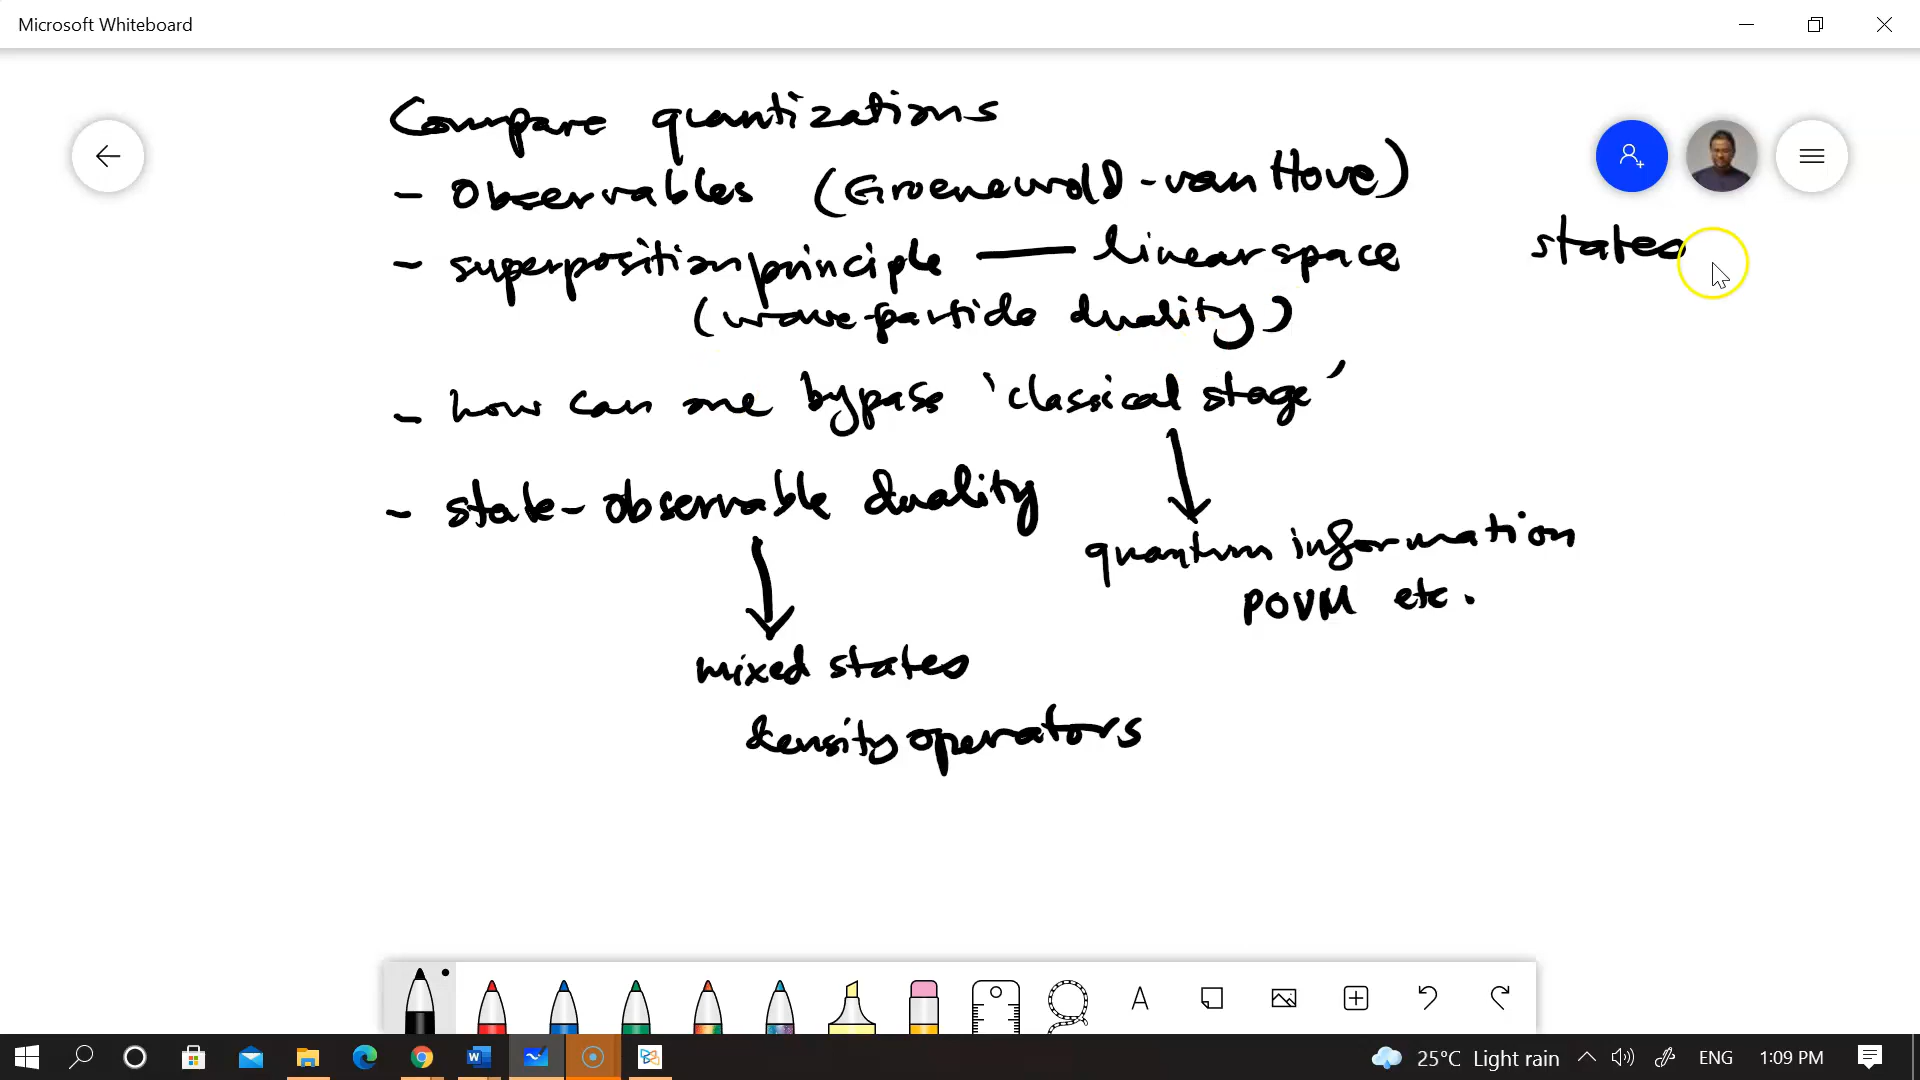 Microsoft Whiteboard
Compare quantizations
- Observables (Groenewold-van Hove)
- superposition principle — linear space
states
(wave-particle duality)
- how can one bypass 'classical stage'
- state-observable duality
quantum information
POVM etc.
mixed states
density operators
25°C Light rain
ENG
1:09 PM